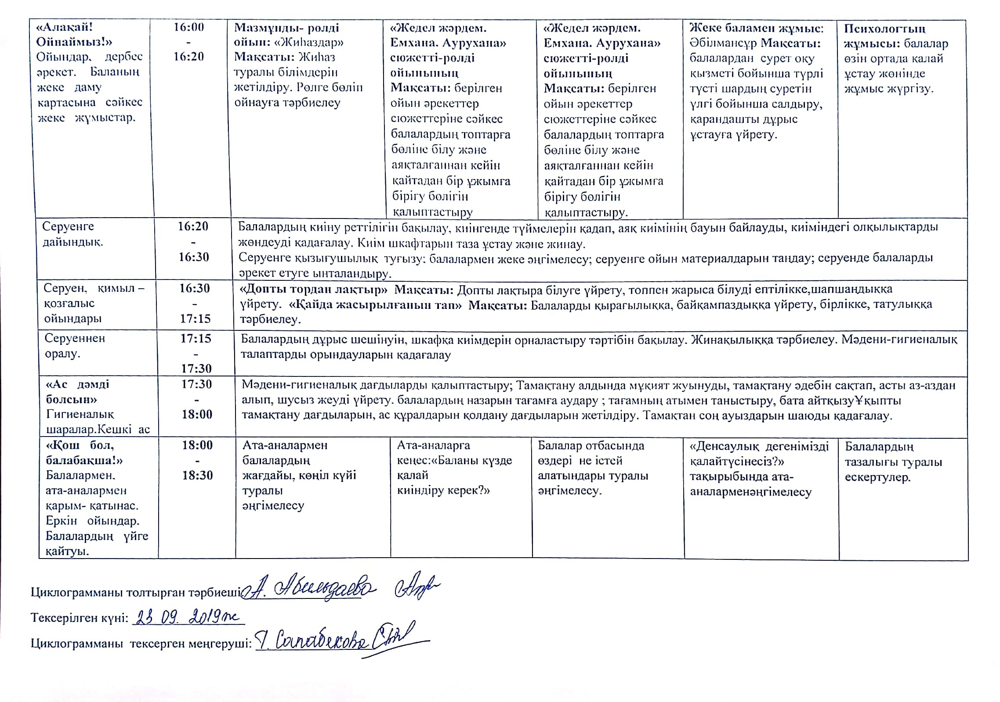 «Алақай!
Ойнаймыз!»
Ойындар, дербес
әрекет. Баланың
жеке даму
картасына сәйкес
жеке жұмыстар.
16:00
-
16:20
Мазмұнды- рөлді
ойын: «Жиһаздар»
Мақсаты: Жиһаз
туралы білімдерін
жетілдіру. Рөлге бөліп
ойнауға тәрбиелеу
«Жедел жәрдем.
Емхана. Аурухана»
сюжетті-рөлді
ойынының
Мақсаты: берілген
ойын әрекеттер
сюжеттеріне сәйкес
балалардың топтарға
бөліне білу және
аяқталғаннан кейін
қайтадан бір ұжымға
бірігу бөлігін
қалыптастыру
«Жедел жәрдем.
Емхана. Аурухана»
сюжетті-рөлді
ойынының
Мақсаты: берілген
ойын әрекеттер
сюжеттеріне сәйкес
балалардың топтарға
бөліне білу және
аяқталғаннан кейін
қайтадан бір ұжымға
бірігу бөлігін
қалыптастыру.
Жеке баламен жұмыс:
Әбілмансұр Мақсаты:
балалардан сурет оқу
қызметі бойынша түрлі
түсті шардың суретін
үлгі бойынша салдыру,
қарандашты дұрыс
ұстауға үйрету.
Психологтың
жұмысы: балалар
өзін ортада қалай
ұстау жөнінде
жұмыс жүргізу.
Серуенге
дайындық.
16:20
-
16:30
Балалардың киіну реттілігін бақылау, киінгенде түймелерін қадап, аяқ киімінің бауын байлауды, киіміндегі олқылықтарды
жөндеуді қадағалау. Киім шкафтарын таза ұстау және жинау.
Серуенге қызығушылық туғызу: балалармен жеке әңгімелесу; серуенге ойын материалдарын таңдау; серуенде балаларды
әрекет етуге ынталандыру.
Серуен, қимыл –
қозғалыс
ойындары
16:30
-
17:15
«Допты тордан лақтыр» Мақсаты: Допты лақтыра білуге үйрету, топпен жарыса білуді ептілікке,шапшаңдыққа
үйрету. «Қайда жасырылғанын тап» Мақсаты: Балаларды қырағылыққа, байқампаздыққа үйрету, бірлікке, татулыққа
тәрбиелеу.
Серуеннен
оралу.
17:15
-
17:30
Балалардың дұрыс шешінуін, шкафқа киімдерін орналастыру тәртібін бақылау. Жинақылыққа тәрбиелеу. Мәдени-гигиеналық
талаптарды орындауларын қадағалау
«Ас дәмді
болсын»
Гигиеналық
шаралар.Кешкі ас
17:30
-
18:00
Мәдени-гигиеналық дағдыларды қалыптастыру; Тамақтану алдында мұқият жуынуды, тамақтану әдебін сақтап, асты аз-аздан
алып, шусыз жеуді үйрету. балалардың назарын тағамға аудару ; тағамның атымен таныстыру, бата айтқызуҰқыпты
тамақтану дағдыларын, ас құралдарын қолдану дағдыларын жетілдіру. Тамақтан соң ауыздарын шаюды қадағалау.
«Қош бол,
балабақша!»
Балалармен,
ата-аналармен
қарым- қатынас.
Еркін ойындар.
Балалардың үйге
қайтуы.
18:00
-
18:30
Ата-аналармен
балалардың
жағдайы, көңіл күйі
туралы
әңгімелесу
Ата-аналарға
кеңес:«Баланы күзде
қалай
киіндіру керек?»
Балалар отбасында
өздері не істей
алатындары туралы
әңгімелесу.
«Денсаулық дегенімізді
қалайтүсінесіз?»
тақырыбында ата-
аналарменәңгімелесу
Балалардың
тазалығы туралы
ескертулер.
Циклограмманы толтырған тәрбиеші: А. Абильдаева
Тексерілген күні: 23 09. 2019ж
Циклограмманы тексерген меңгеруші: Г. Сапабекова